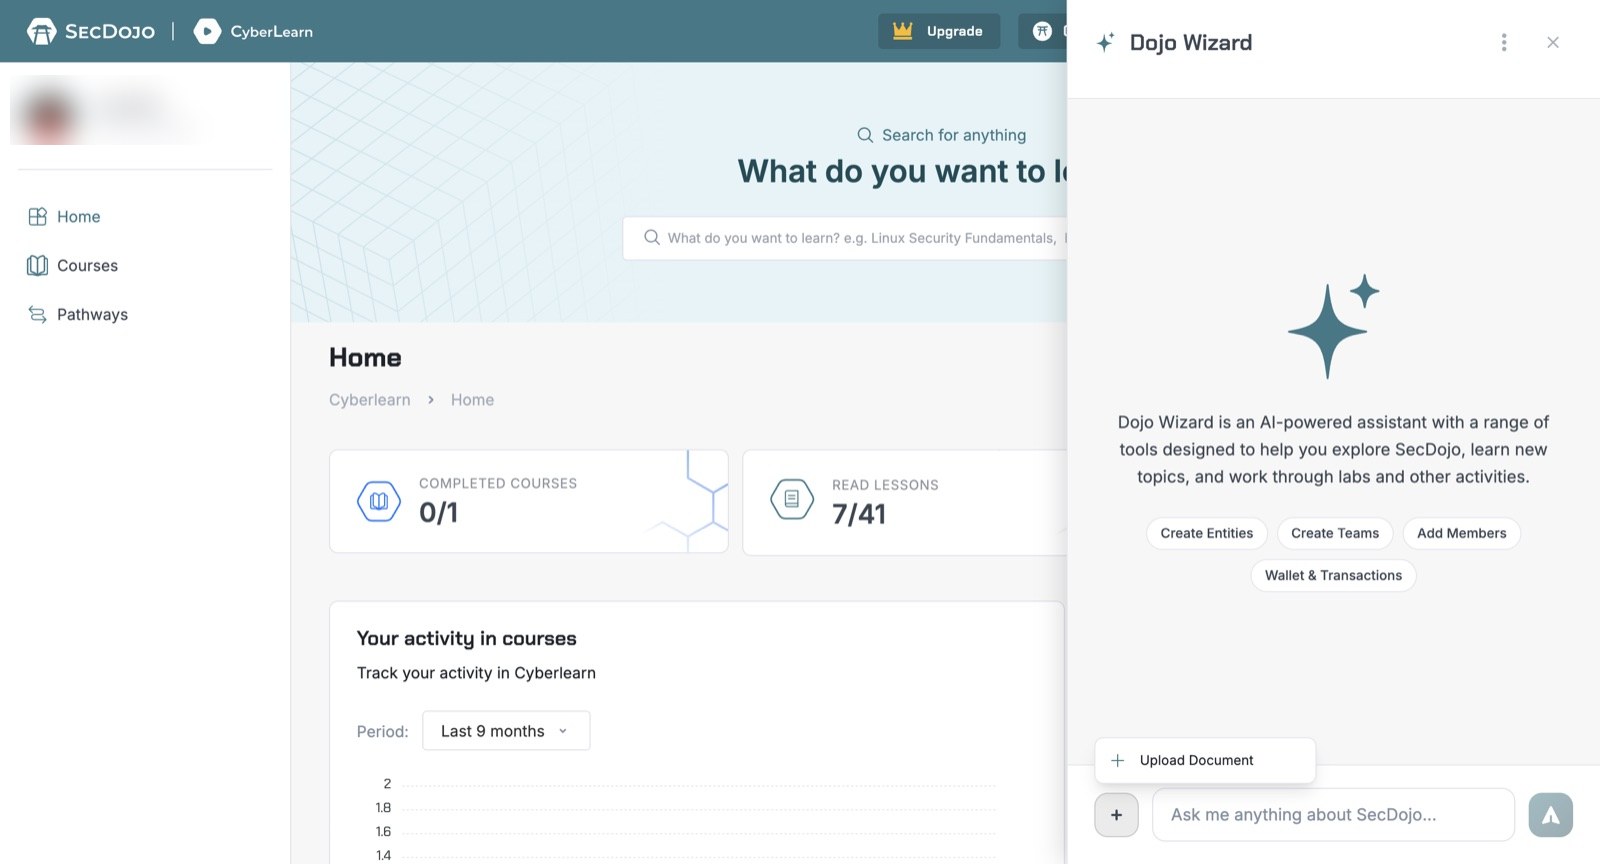 SECDOJO | CyberLearn
Upgrade
Home
Courses
Pathways
Search for anything
What do you want to l
What do you want to learn? e.g. Linux Security Fundamentals,
Home
Cyberlearn > Home
COMPLETED COURSES
0/1
READ LESSONS
7/41
Your activity in courses
Track your activity in Cyberlearn
Period: Last 9 months
2
1.8
1.6
1.4
Dojo Wizard
Dojo Wizard is an AI-powered assistant with a range of
tools designed to help you explore SecDojo, learn new
topics, and work through labs and other activities.
Create Entities Create Teams Add Members
Wallet & Transactions
+ Upload Document
+ Ask me anything about SecDojo...